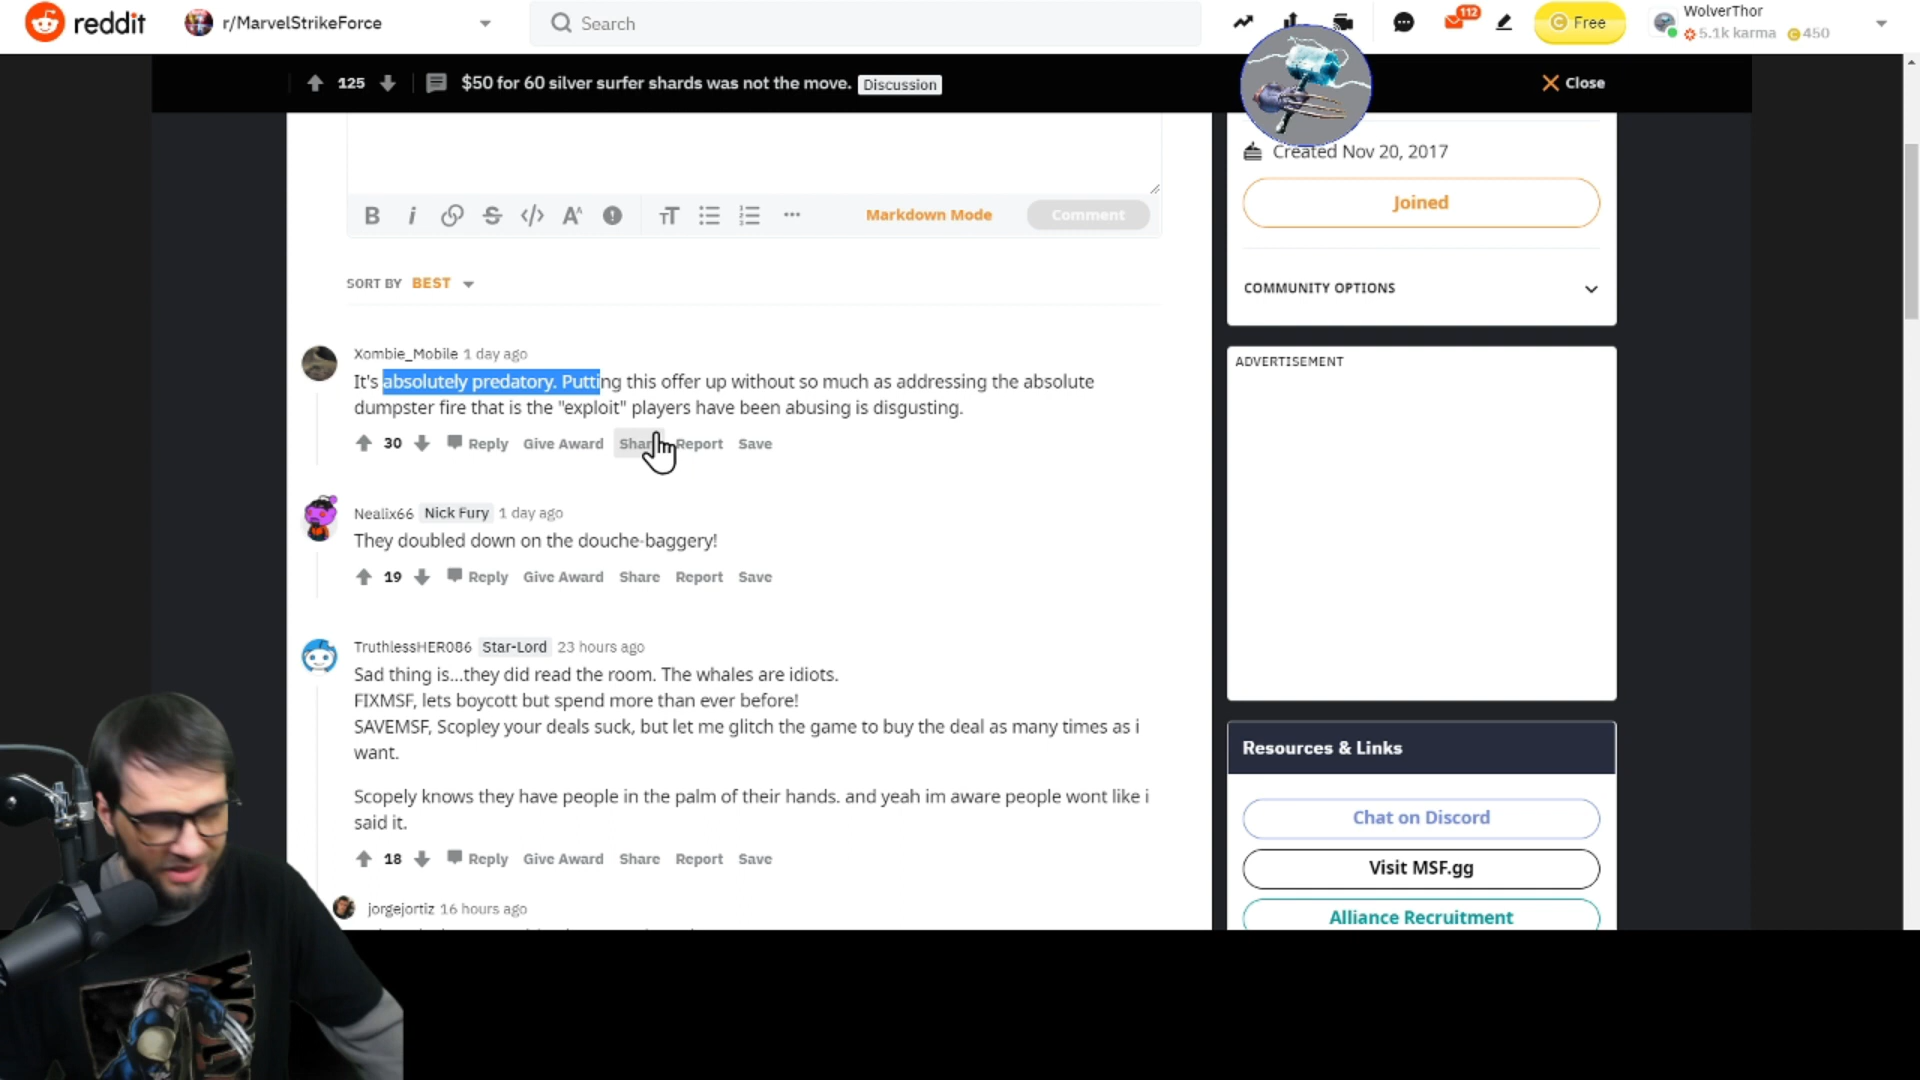 reddit r/MarvelStrikeForce Search 112 Free WolverThor
5.1k karma 450
125 $50 for 60 silver surfer shards was not the move. Discussion Close
Created Nov 20, 2017
Joined
Markdown Mode Comment
SORT BY BEST
COMMUNITY OPTIONS
Xombie_Mobile 1 day ago
It's absolutely predatory. Putting this offer up without so much as addressing the absolute
dumpster fire that is the "exploit" players have been abusing is disgusting.
30 Reply Give Award Share Report Save
ADVERTISEMENT
Nealix66 Nick Fury 1 day ago
They doubled down on the douche-baggery!
19 Reply Give Award Share Report Save
TruthlessHERO86 Star-Lord 23 hours ago
Sad thing is...they did read the room. The whales are idiots.
FIXMSF, lets boycott but spend more than ever before!
SAVEMSF, Scopley your deals suck, but let me glitch the game to buy the deal as many times as i
want.
Scopely knows they have people in the palm of their hands. and yeah im aware people wont like i
said it.
18 Reply Give Award Share Report Save
jorgejortiz 16 hours ago
Resources & Links
Chat on Discord
Visit MSF.gg
Alliance Recruitment